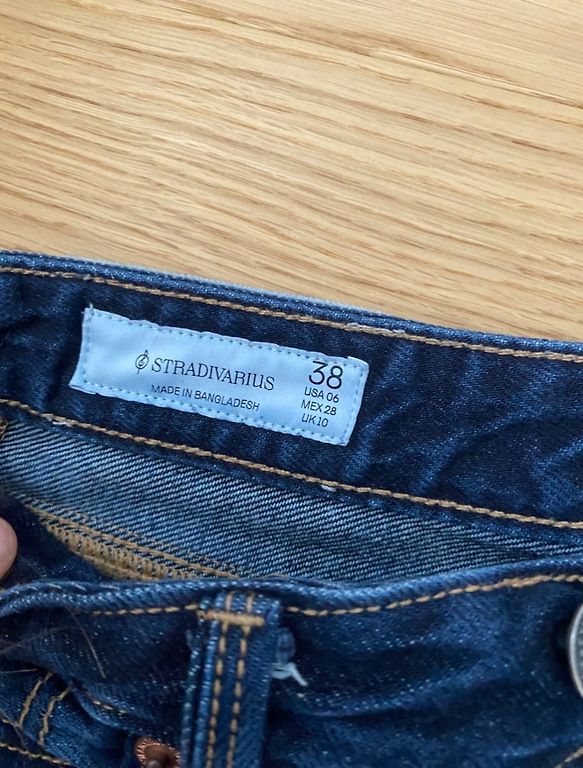 STRADIVARIUS
MADE IN BANGLADESH
38
USA 06
MEX 28
UK 10